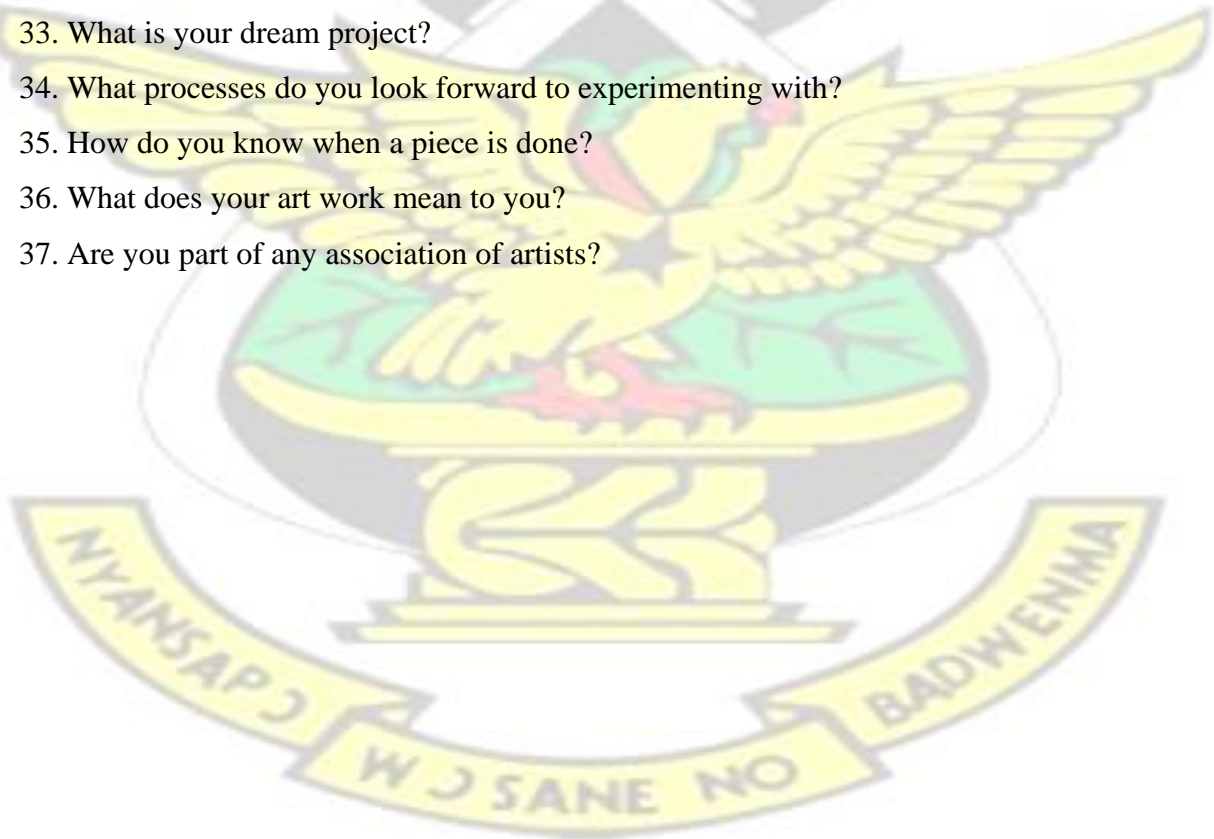 33. What is your dream project?
34. What processes do you look forward to experimenting with?
35. How do you know when a piece is done?
36. What does your art work mean to you?
37. Are you part of any association of artists?
NYANSAPƆ WƆSANE NO BADWENMA